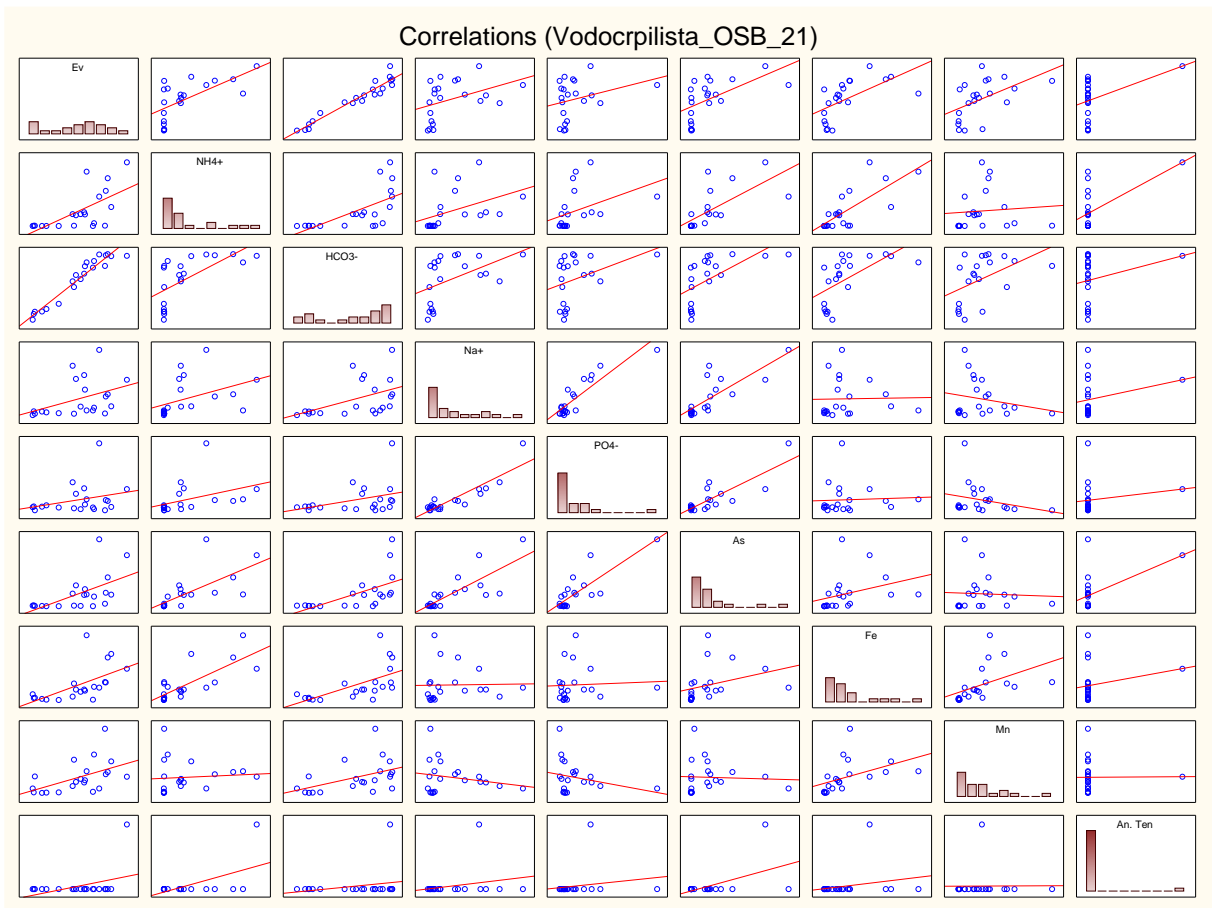 Correlations (Vodocrpilista_OSB_21)
Ev
NH4+
HCO3-
Na+
PO4-
As
Fe
Mn
An. Ten